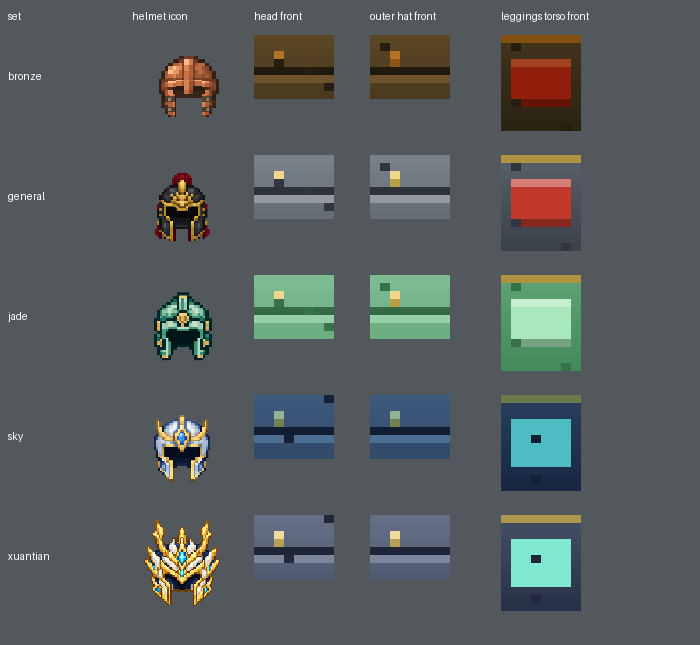 set helmet icon head front outer hat front leggings torso front
bronze
general
jade
sky
xuantian